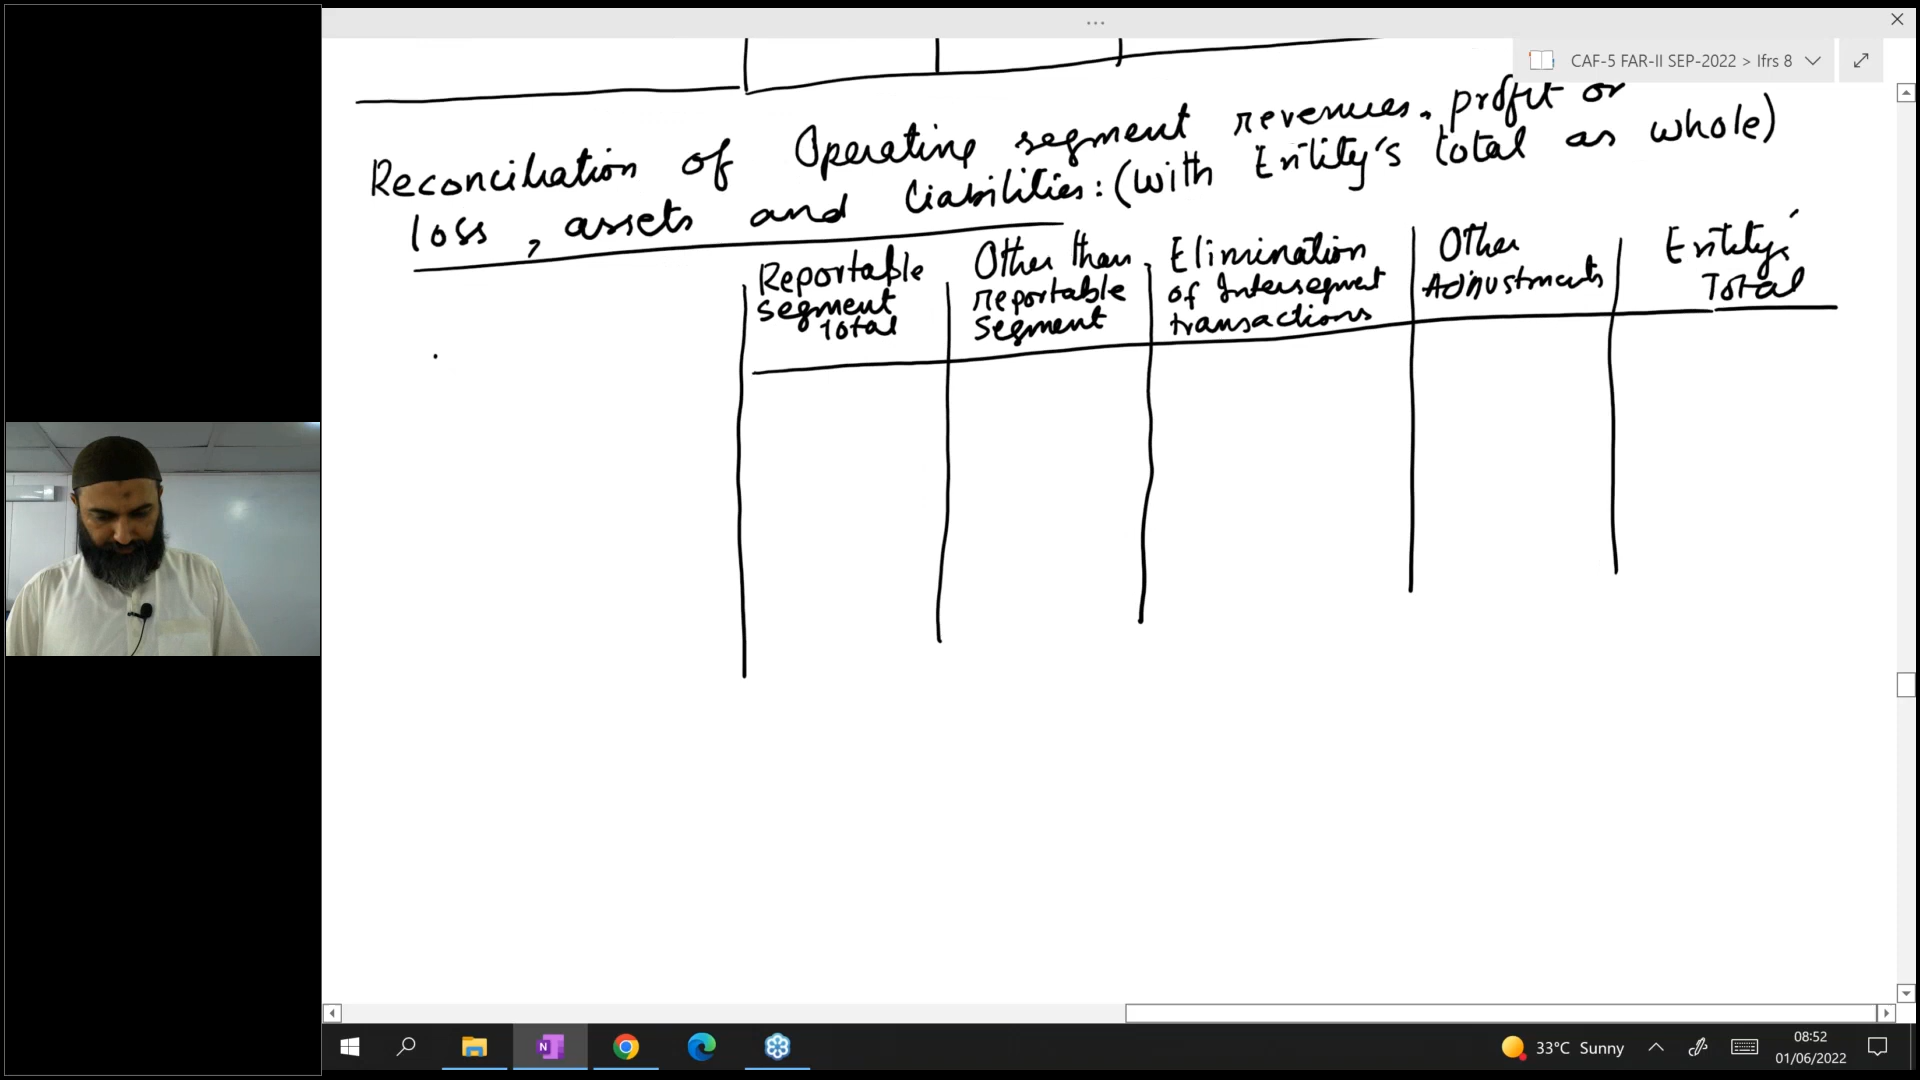 CAF-5 FAR-II SEP-2022 > Ifrs 8
Reconciliation of Operating segment revenues, profit or
loss, assets and liabilities: (with Entity's total as whole)
Reportable segment total
Other than reportable segment
Elimination of Intersegment transactions
Other Adjustments
Entity's Total
33°C Sunny
08:52
01/06/2022